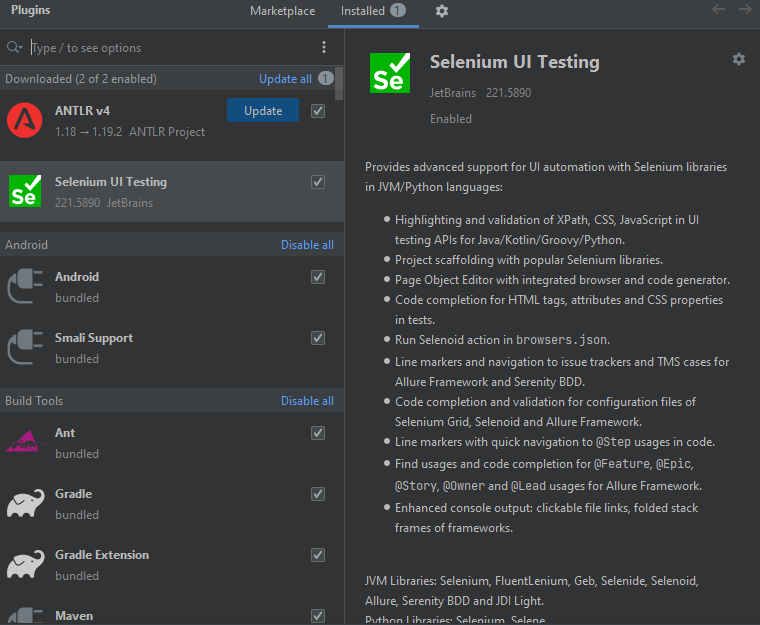 Plugins
Marketplace
Installed 1
Type / to see options
Downloaded (2 of 2 enabled)
Update all 1
ANTLR v4
1.18 → 1.19.2 ANTLR Project
Update
Se
Selenium UI Testing
221.5890 JetBrains
Android
Disable all
Android
bundled
Smali Support
bundled
Build Tools
Disable all
Ant
bundled
Gradle
bundled
Gradle Extension
bundled
Maven
Se
Selenium UI Testing
JetBrains 221.5890
Enabled
Provides advanced support for UI automation with Selenium libraries
in JVM/Python languages:
• Highlighting and validation of XPath, CSS, JavaScript in UI
testing APIs for Java/Kotlin/Groovy/Python.
• Project scaffolding with popular Selenium libraries.
• Page Object Editor with integrated browser and code generator.
• Code completion for HTML tags, attributes and CSS properties
in tests.
• Run Selenoid action in browsers.json.
• Line markers and navigation to issue trackers and TMS cases for
Allure Framework and Serenity BDD.
• Code completion and validation for configuration files of
Selenium Grid, Selenoid and Allure Framework.
• Line markers with quick navigation to @Step usages in code.
• Find usages and code completion for @Feature, @Epic,
@Story, @Owner and @Lead usages for Allure Framework.
• Enhanced console output: clickable file links, folded stack
frames of frameworks.
JVM Libraries: Selenium, FluentLenium, Geb, Selenide, Selenoid,
Allure, Serenity BDD and JDI Light.
Python Libraries: Selenium, Selene.